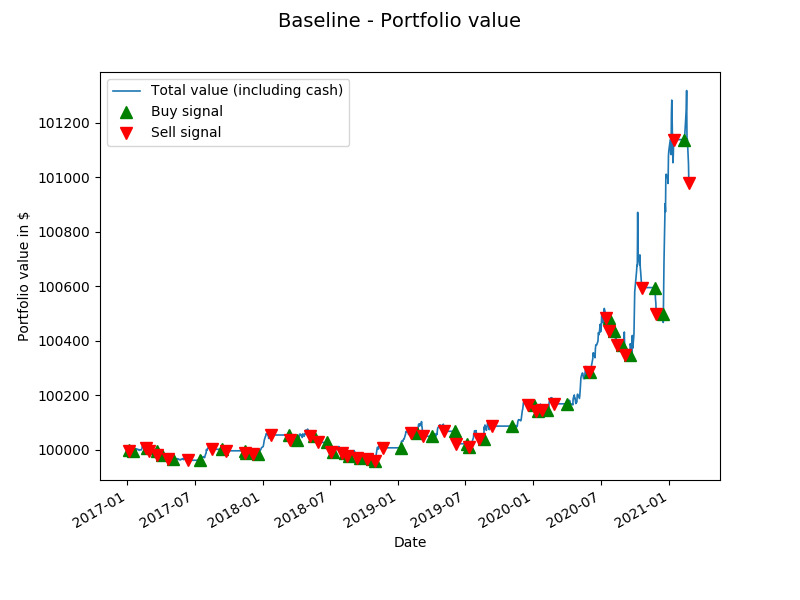 Baseline - Portfolio value
Total value (including cash)
Buy signal
Sell signal
Portfolio value in $
101200
101000
100800
100600
100400
100200
100000
2017-01
2017-07
2018-01
2018-07
2019-01
2019-07
2020-01
2020-07
2021-01
Date